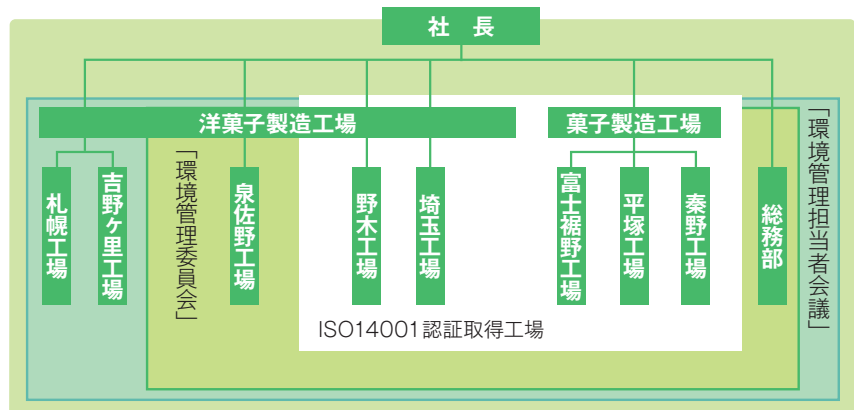 社 長
洋菓子製造工場
菓子製造工場
札幌工場
吉野ヶ里工場
「環境管理委員会」
泉佐野工場
野木工場
埼玉工場
富士裾野工場
平塚工場
秦野工場
総務部
「環境管理担当者会議」
ISO14001認証取得工場